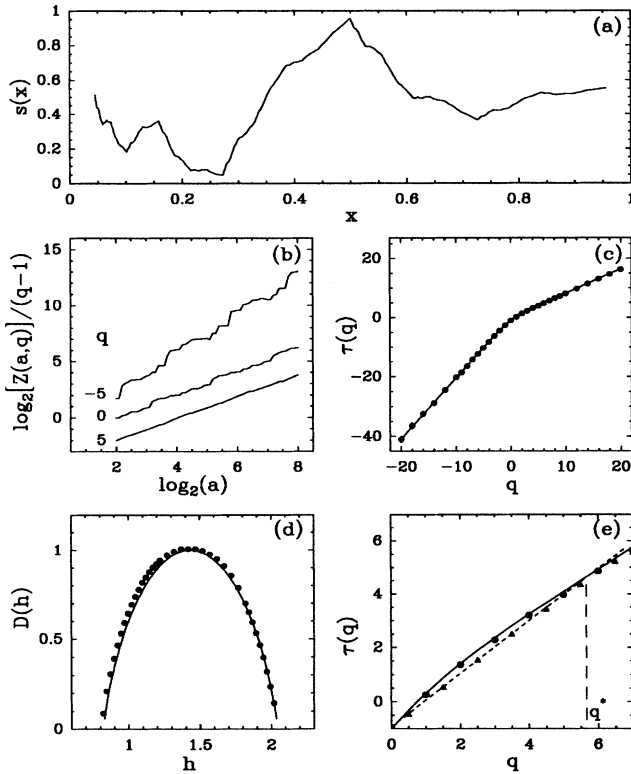 (a)
s(x)
1
0.8
0.6
0.4
0.2
0
0 0.2 0.4 0.6 0.8 1
x
(b)
log₂[Z(a,q)]/(q−1)
15
10
5
0
q
−5
0
5
2 4 6 8
log₂(a)
(c)
τ(q)
20
0
−20
−40
−20 −10 0 10 20
q
(d)
D(h)
1
0.5
0
1 1.5 2
h
(e)
τ(q)
6
4
2
0
q*
0 2 4 6
q